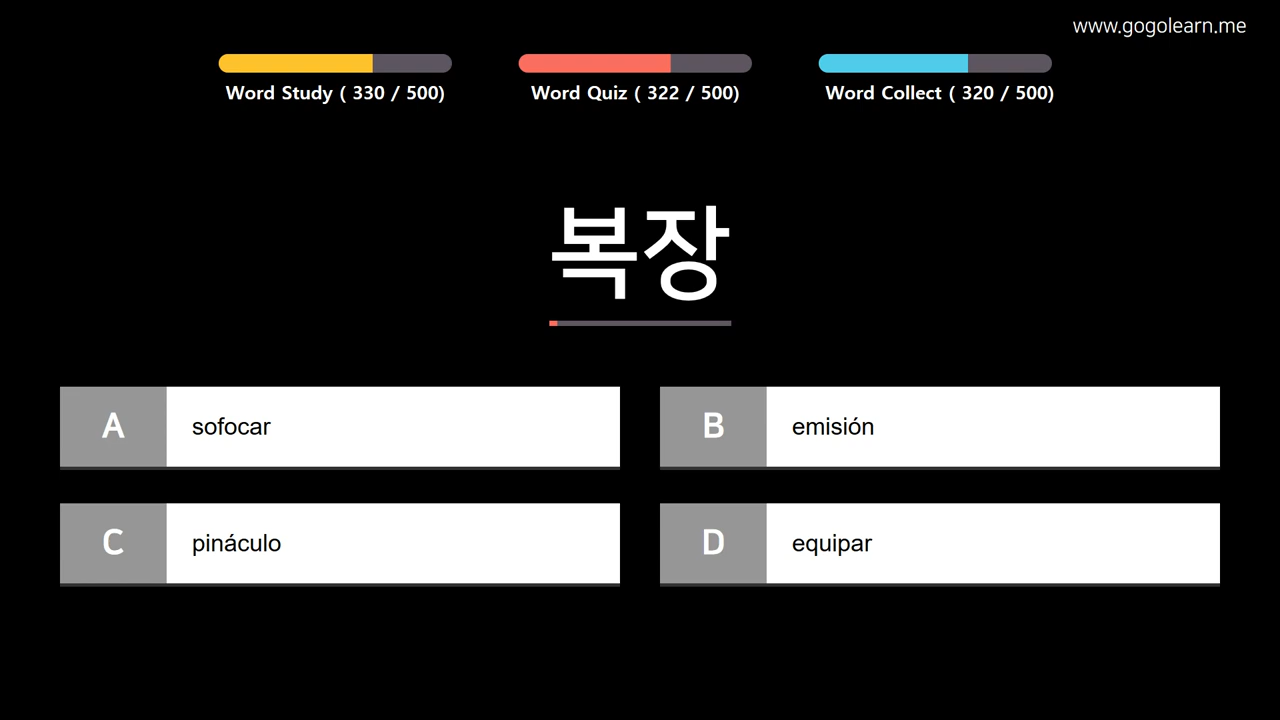 www.gogolearn.me
Word Study ( 330 / 500)
Word Quiz ( 322 / 500)
Word Collect ( 320 / 500)
복장
A sofocar
B emisión
C pináculo
D equipar